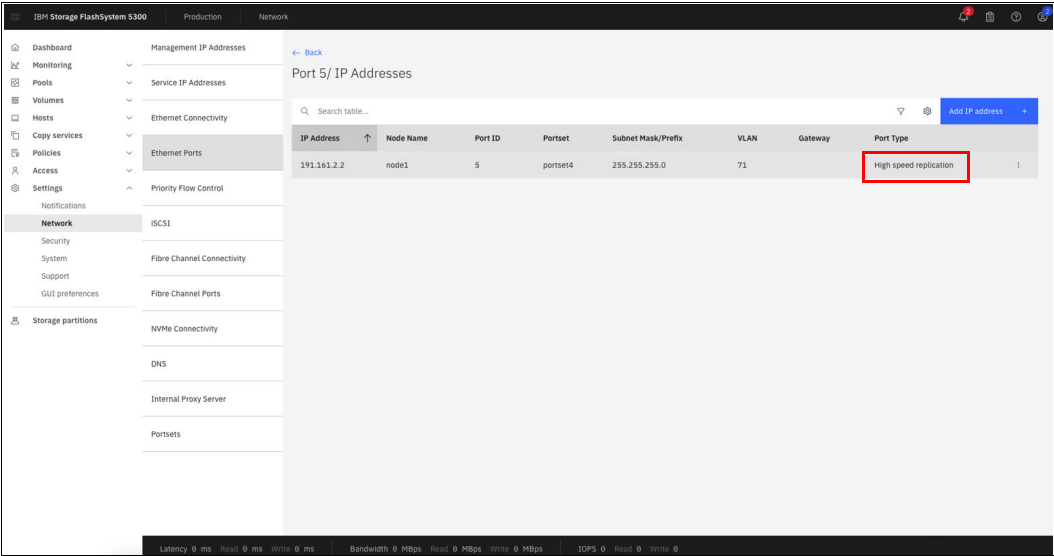 IBM Storage FlashSystem 5300 Production Network 2 2
Dashboard
Monitoring
Pools
Volumes
Hosts
Copy services
Policies
Access
Settings
Notifications
Network
Security
System
Support
GUI preferences
Storage partitions
Management IP Addresses
Service IP Addresses
Ethernet Connectivity
Ethernet Ports
Priority Flow Control
iSCSI
Fibre Channel Connectivity
Fibre Channel Ports
NVMe Connectivity
DNS
Internal Proxy Server
Portsets
← Back
Port 5/ IP Addresses
Search table... Add IP address +
IP Address ↑ Node Name Port ID Portset Subnet Mask/Prefix VLAN Gateway Port Type
191.161.2.2 node1 5 portset4 255.255.255.0 71 High speed replication
Latency 0 ms Read 0 ms Write 0 ms Bandwidth 0 MBps Read 0 MBps Write 0 MBps IOPS 0 Read 0 Write 0